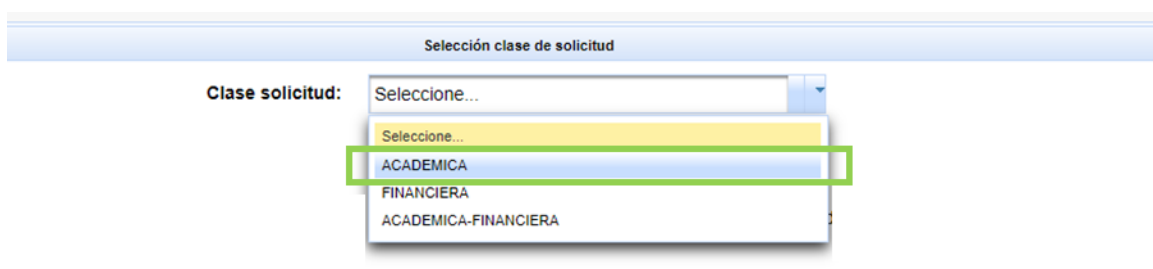 Selección clase de solicitud
Clase solicitud: Seleccione...
Seleccione...
ACADEMICA
FINANCIERA
ACADEMICA-FINANCIERA